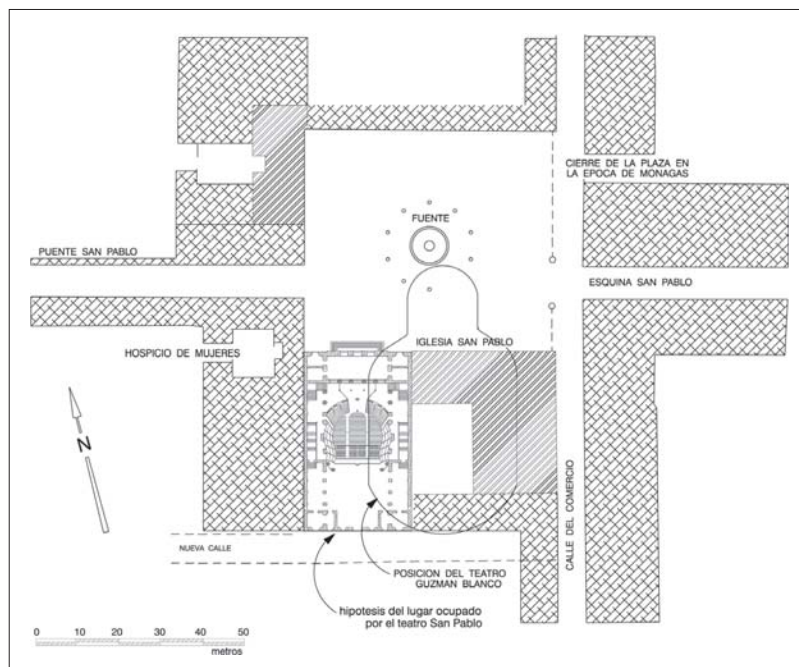 CIERRE DE LA PLAZA EN
LA EPOCA DE MONAGAS
FUENTE
PUENTE SAN PABLO
ESQUINA SAN PABLO
IGLESIA SAN PABLO
HOSPICIO DE MUJERES
N
CALLE DEL COMERCIO
NUEVA CALLE
POSICION DEL TEATRO
GUZMAN BLANCO
hipotesis del lugar ocupado
por el teatro San Pablo
0 10 20 30 40 50
metros